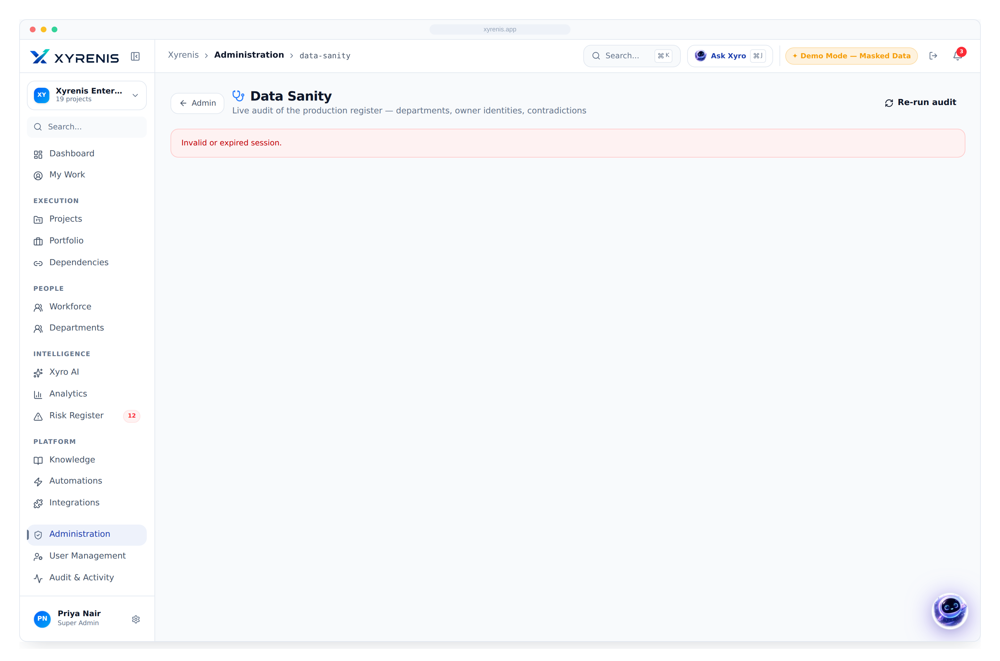 xyrenis.app
XYRENIS
Xyrenis > Administration > data-sanity
Search... ⌘K
Ask Xyro ⌘J
✦ Demo Mode — Masked Data
3
XY
Xyrenis Enter...
19 projects
Search...
Dashboard
My Work
EXECUTION
Projects
Portfolio
Dependencies
PEOPLE
Workforce
Departments
INTELLIGENCE
Xyro AI
Analytics
Risk Register 12
PLATFORM
Knowledge
Automations
Integrations
Administration
User Management
Audit & Activity
PN
Priya Nair
Super Admin
Admin
Data Sanity
Live audit of the production register — departments, owner identities, contradictions
Re-run audit
Invalid or expired session.